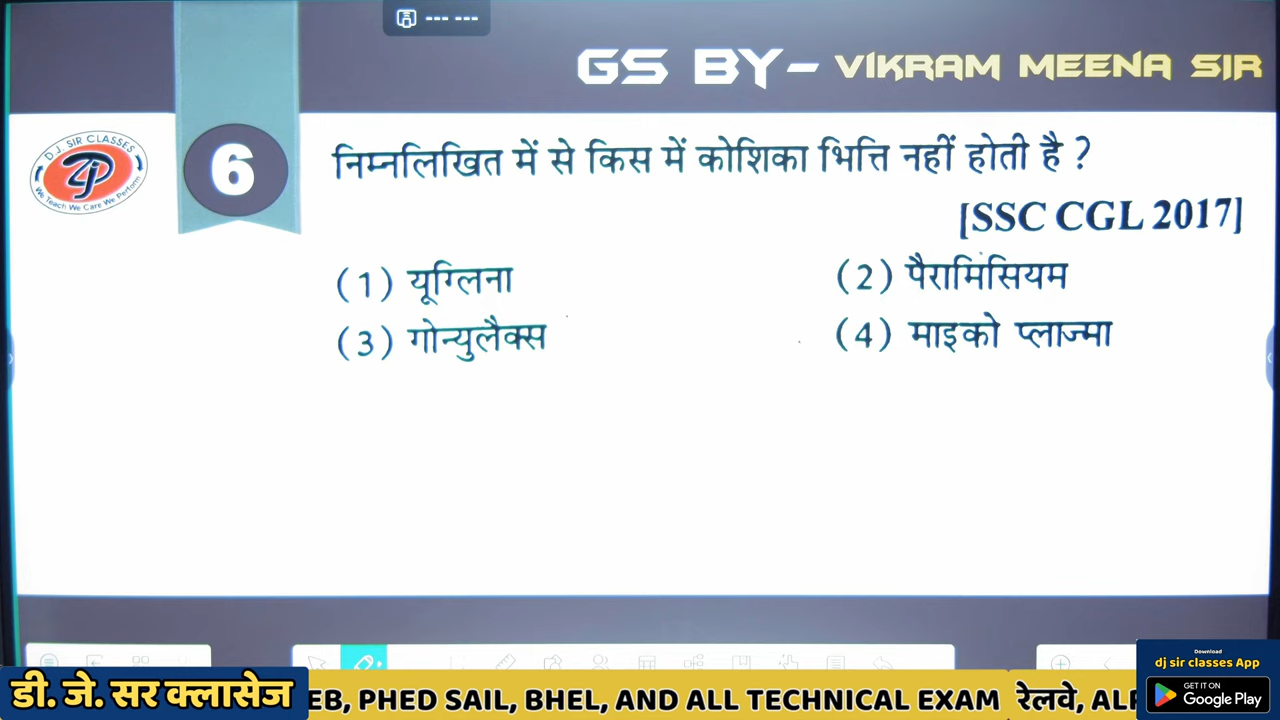 --- ---
GS BY- VIKRAM MEENA SIR
D.J. SIR CLASSES
We Teach We Care We Perform
6
निम्नलिखित में से किस में कोशिका भित्ति नहीं होती है ?
[SSC CGL 2017]
(1) यूग्लिना
(2) पैरामिसियम
(3) गोन्युलैक्स
(4) माइको प्लाज्मा
Download
dj sir classes App
GET IT ON
Google Play
डी. जे. सर क्लासेज
EB, PHED SAIL, BHEL, AND ALL TECHNICAL EXAM रेलवे,